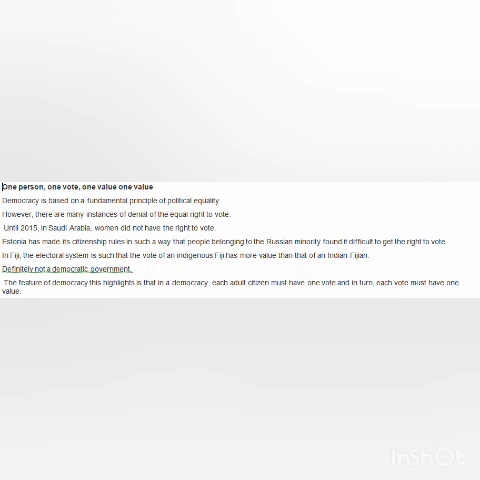 One person, one vote, one value one value
Democracy is based on a fundamental principle of political equality.
However, there are many instances of denial of the equal right to vote.
Until 2015, in Saudi Arabia, women did not have the right to vote.
Estonia has made its citizenship rules in such a way that people belonging to the Russian minority found it difficult to get the right to vote
In Fiji, the electoral system is such that the vote of an indigenous Fiji has more value than that of an Indian-Fijian.
Definitely not a democratic government.
The feature of democracy this highlights is that in a democracy, each adult citizen must have one vote and in turn, each vote must have one
value.
InShOt